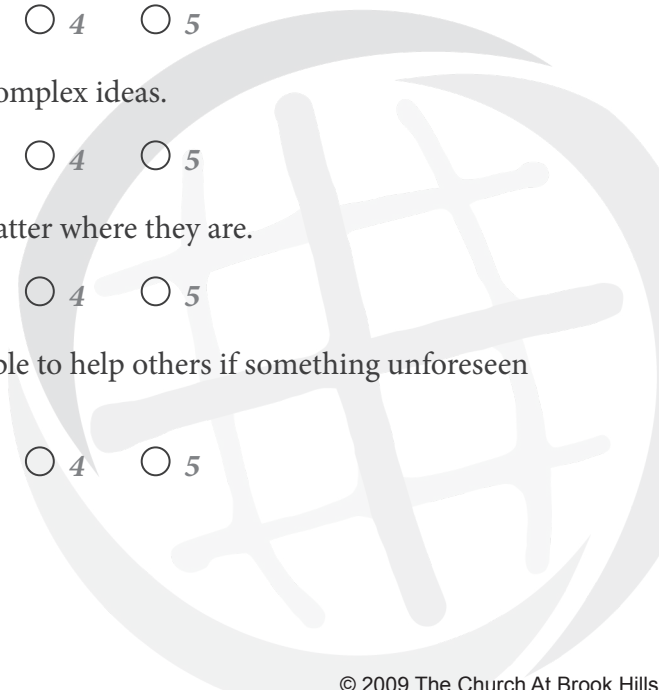 4 5
omplex ideas.
4 5
atter where they are.
4 5
ble to help others if something unforeseen
4 5
© 2009 The Church At Brook Hills